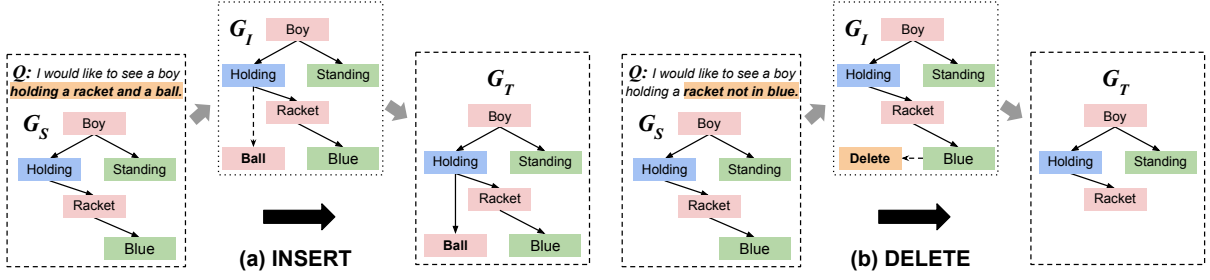 Q: I would like to see a boy
holding a racket and a ball.
G_S
Boy
Holding
Standing
Racket
Blue
G_I
Boy
Holding
Standing
Racket
Ball
Blue
G_T
Boy
Holding
Standing
Racket
Ball
Blue
(a) INSERT
Q: I would like to see a boy
holding a racket not in blue.
G_S
Boy
Holding
Standing
Racket
Blue
G_I
Boy
Holding
Standing
Racket
Delete
Blue
G_T
Boy
Holding
Standing
Racket
(b) DELETE